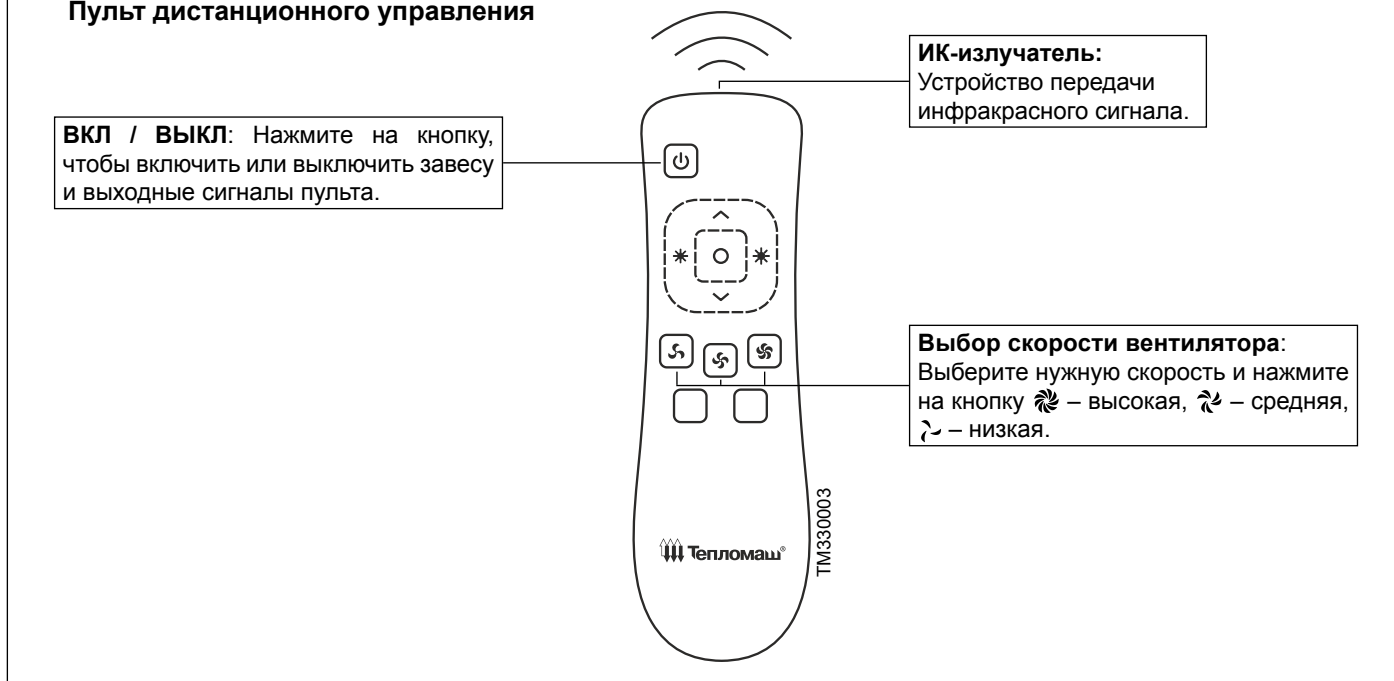 Пульт дистанционного управления
ИК-излучатель:
Устройство передачи
инфракрасного сигнала.
ВКЛ / ВЫКЛ: Нажмите на кнопку,
чтобы включить или выключить завесу
и выходные сигналы пульта.
Выбор скорости вентилятора:
Выберите нужную скорость и нажмите
на кнопку – высокая, – средняя,
– низкая.
TM330003
Тепломаш®